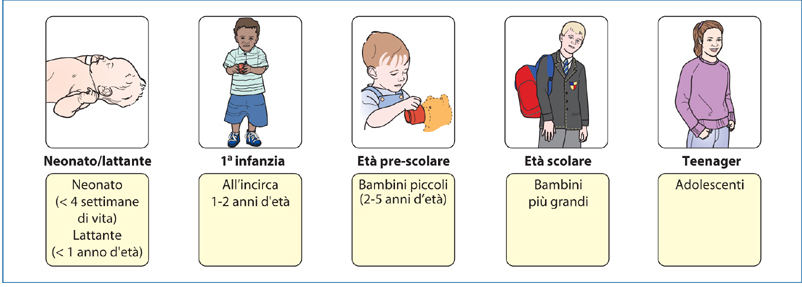 Neonato/lattante
Neonato
(< 4 settimane
di vita)
Lattante
(< 1 anno d'età)
1ª infanzia
All'incirca
1-2 anni d'età
Età pre-scolare
Bambini piccoli
(2-5 anni d'età)
Età scolare
Bambini
più grandi
Teenager
Adolescenti